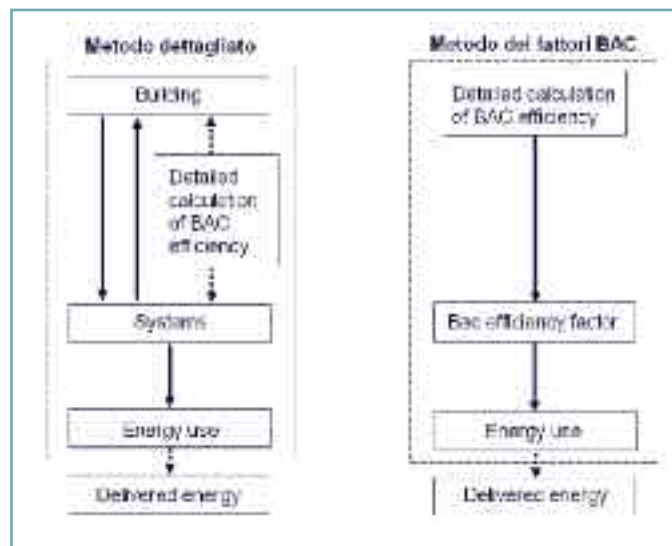 Metodo dettagliato
Building
Detailed
calculation
of BAC
efficiency
Systems
Energy use
Delivered energy
Metodo dei fattori BAC
Detailed calculation
of BAC efficiency
Bac efficiency factor
Energy use
Delivered energy